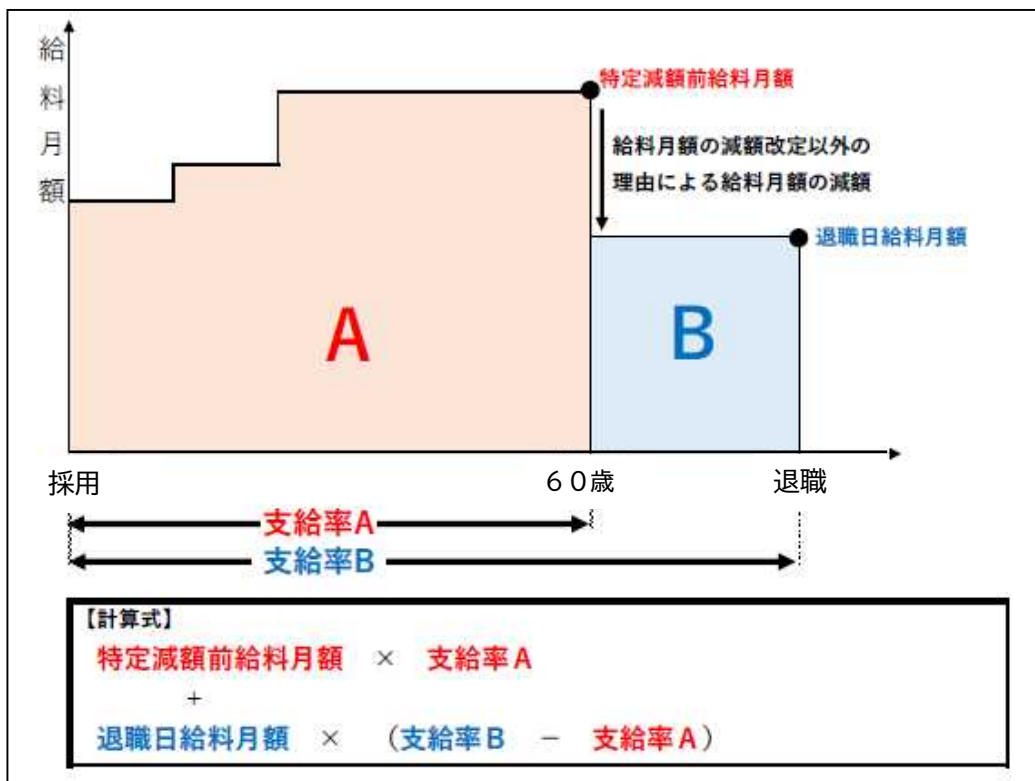 給料月額
特定減額前給料月額
給料月額の減額改定以外の
理由による給料月額の減額
退職日給料月額
A
B
採用
60歳
退職
支給率A
支給率B
【計算式】
特定減額前給料月額 × 支給率A
+
退職日給料月額 × (支給率B - 支給率A)